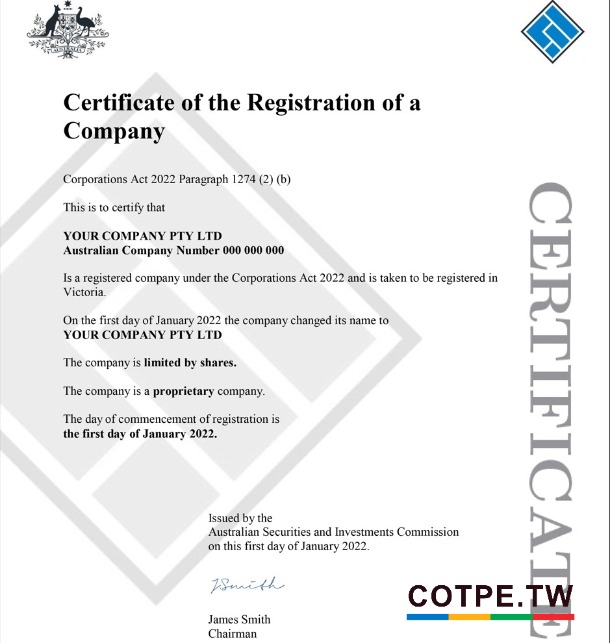 AUSTRALIA
Certificate of the Registration of a
Company
Corporations Act 2022 Paragraph 1274 (2) (b)
This is to certify that
YOUR COMPANY PTY LTD
Australian Company Number 000 000 000
Is a registered company under the Corporations Act 2022 and is taken to be registered in
Victoria.
On the first day of January 2022 the company changed its name to
YOUR COMPANY PTY LTD
The company is limited by shares.
The company is a proprietary company.
The day of commencement of registration is
the first day of January 2022.
Issued by the
Australian Securities and Investments Commission
on this first day of January 2022.
JSmith
James Smith
Chairman
CERTIFICATE
COTPE.TW